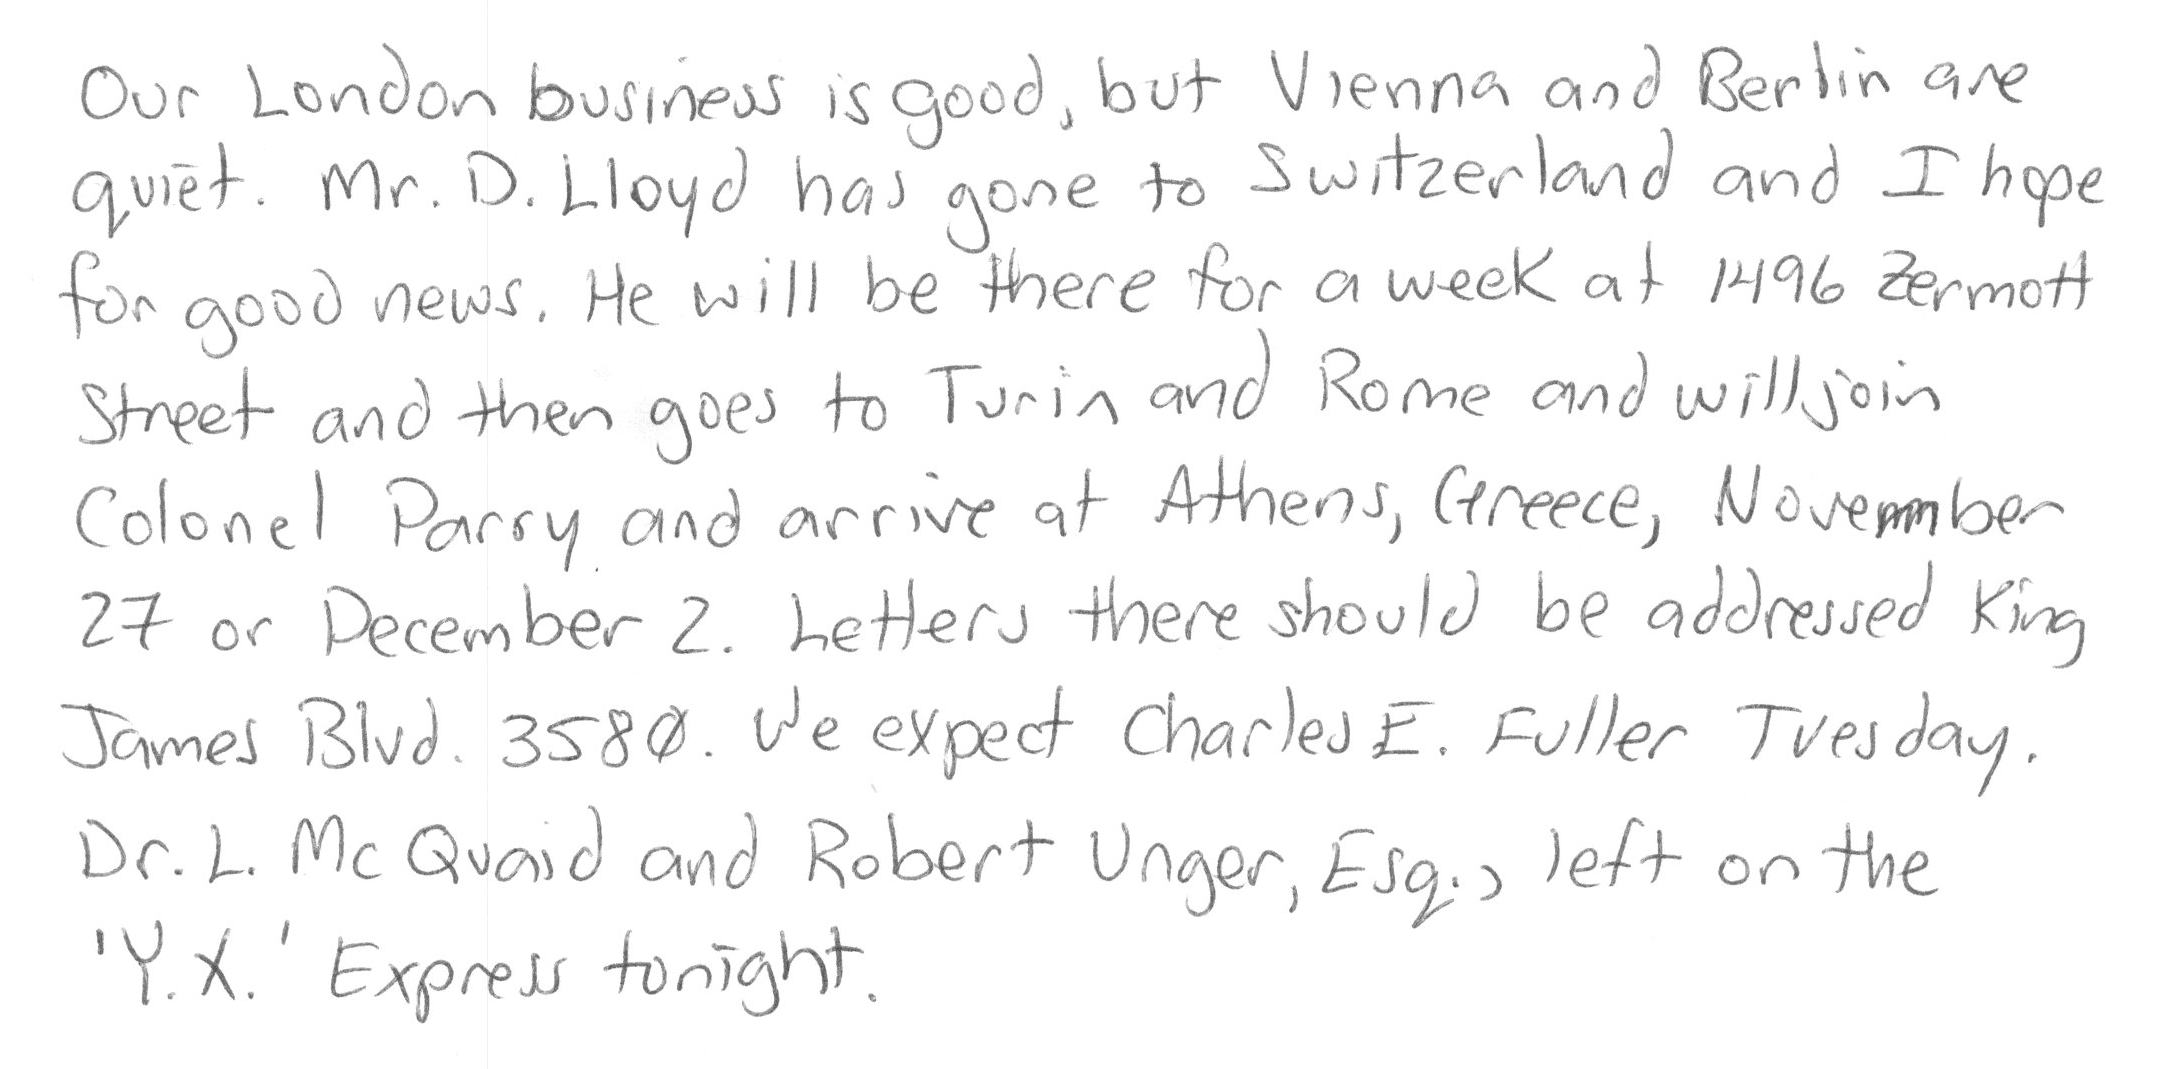 Our London business is good, but Vienna and Berlin are
quiet. Mr. D. Lloyd has gone to Switzerland and I hope
for good news. He will be there for a week at 1496 Zermott
Street and then goes to Turin and Rome and will join
Colonel Parry and arrive at Athens, Greece, November
27 or December 2. Letters there should be addressed King
James Blvd. 3580. We expect Charles E. Fuller Tuesday.
Dr. L. McQuaid and Robert Unger, Esq., left on the
'Y.X.' Express tonight.